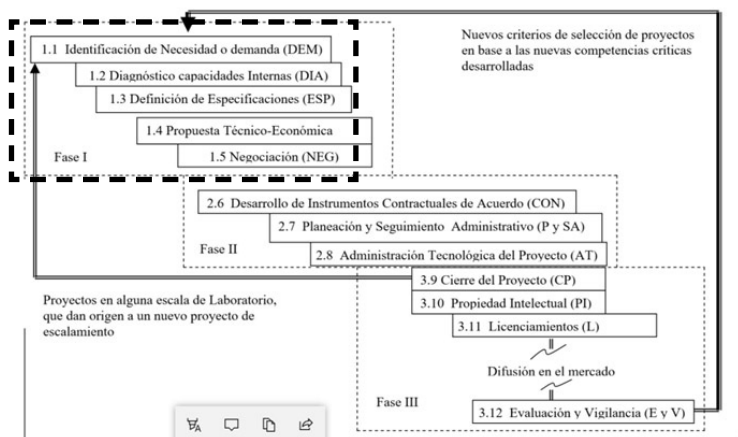 Nuevos criterios de selección de proyectos
en base a las nuevas competencias críticas
desarrolladas
1.1 Identificación de Necesidad o demanda (DEM)
1.2 Diagnóstico capacidades Internas (DIA)
1.3 Definición de Especificaciones (ESP)
1.4 Propuesta Técnico-Económica
Fase I
1.5 Negociación (NEG)
2.6 Desarrollo de Instrumentos Contractuales de Acuerdo (CON)
2.7 Planeación y Seguimiento Administrativo (P y SA)
Fase II
2.8 Administración Tecnológica del Proyecto (AT)
3.9 Cierre del Proyecto (CP)
Proyectos en alguna escala de Laboratorio,
que dan origen a un nuevo proyecto de
escalamiento
3.10 Propiedad Intelectual (PI)
3.11 Licenciamientos (L)
Difusión en el mercado
Fase III
3.12 Evaluación y Vigilancia (E y V)